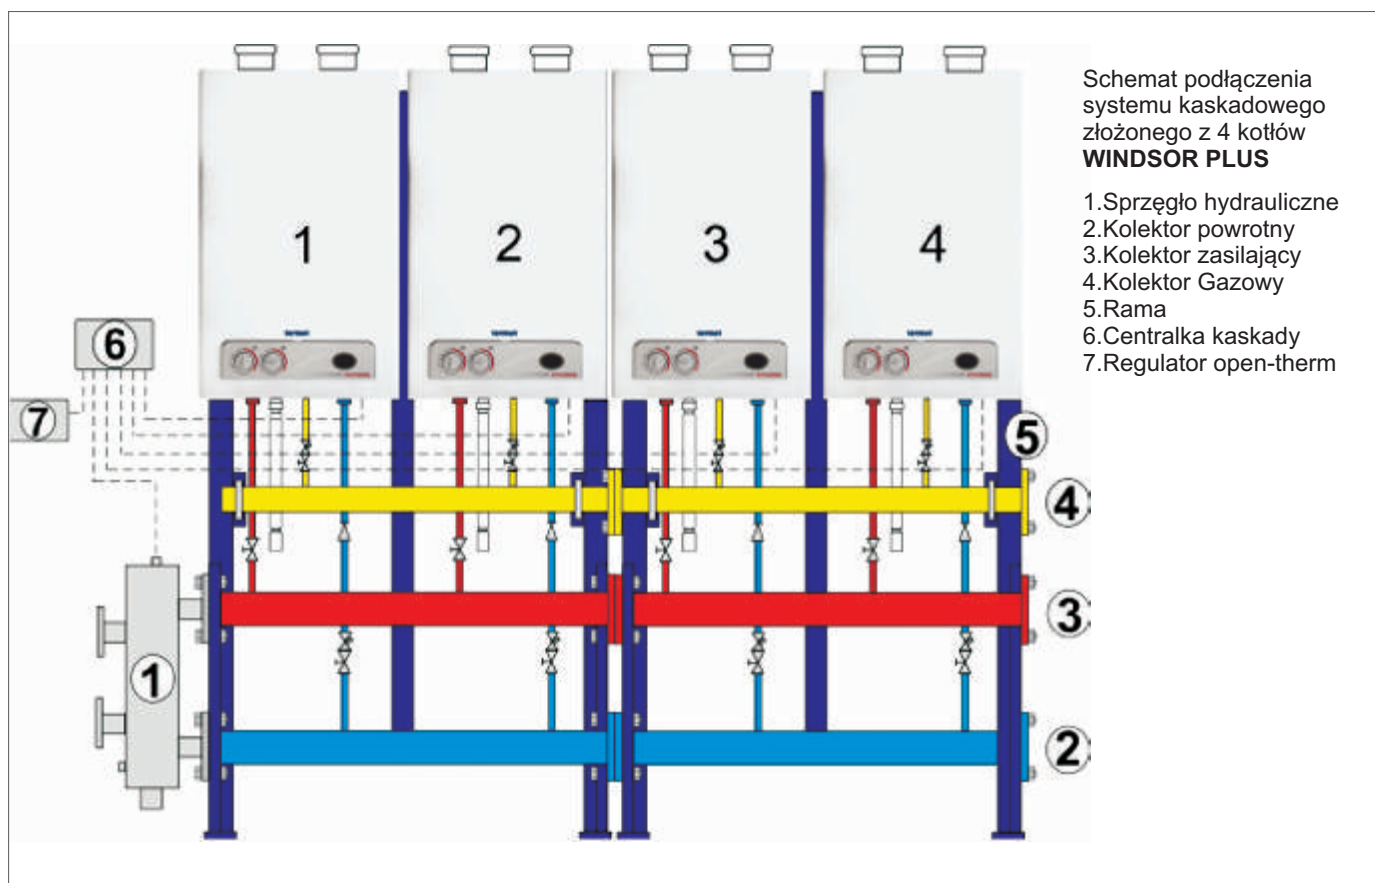 Schemat podłączenia
systemu kaskadowego
złożonego z 4 kotłów
WINDSOR PLUS
1.Sprzęgło hydrauliczne
2.Kolektor powrotny
3.Kolektor zasilający
4.Kolektor Gazowy
5.Rama
6.Centralka kaskady
7.Regulator open-therm
1 2 3 4
6
7
5
4
3
1
2